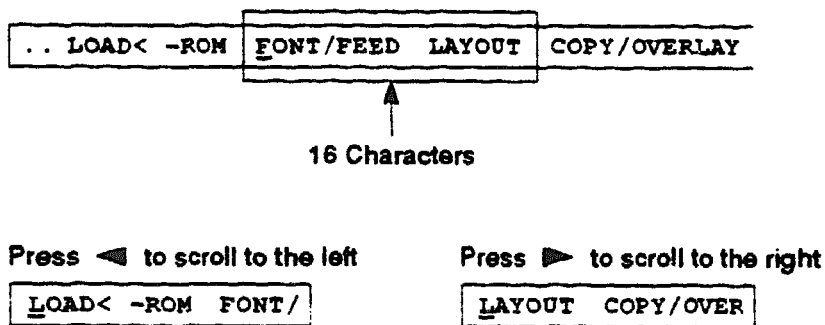 .. LOAD< -ROM FONT/FEED LAYOUT COPY/OVERLAY
16 Characters
Press ◄ to scroll to the left
LOAD< -ROM FONT/
Press ► to scroll to the right
LAYOUT COPY/OVER